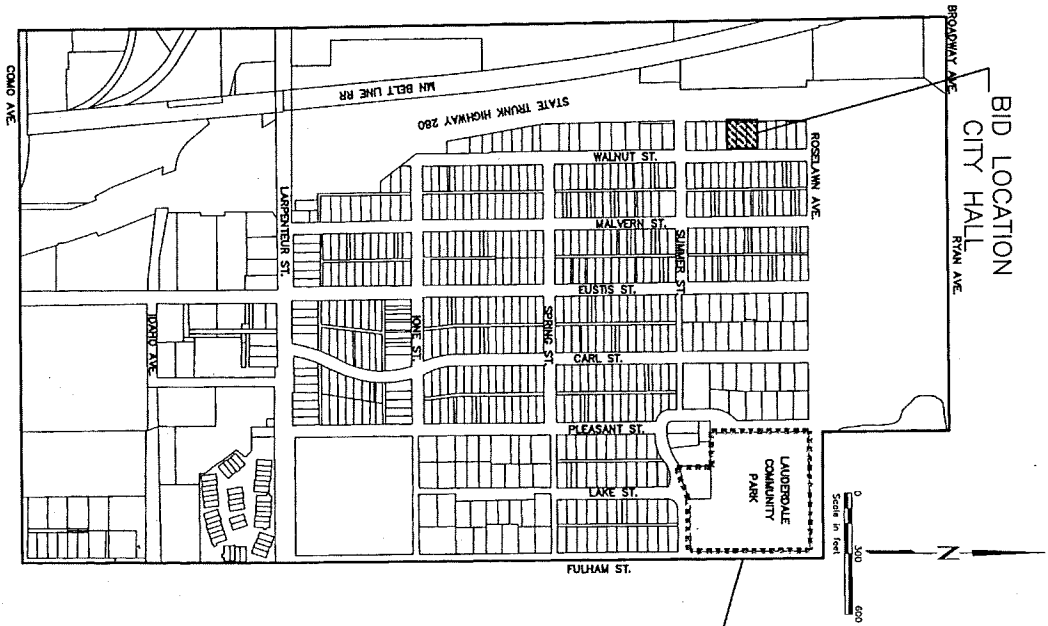 BID LOCATION
CITY HALL
BROADWAY AVE.
RYAN AVE.
ROSELAWN AVE.
COMO AVE.
MN BELT LINE RR
STATE TRUNK HIGHWAY 280
WALNUT ST.
MALVERN ST.
SUMMER ST.
LARPENTEUR ST.
EUSTIS ST.
IDAHO AVE.
IONE ST.
SPRING ST.
CARL ST.
PLEASANT ST.
LAUDERDALE
COMMUNITY
PARK
LAKE ST.
FULHAM ST.
0
300
600
Scale in feet
N